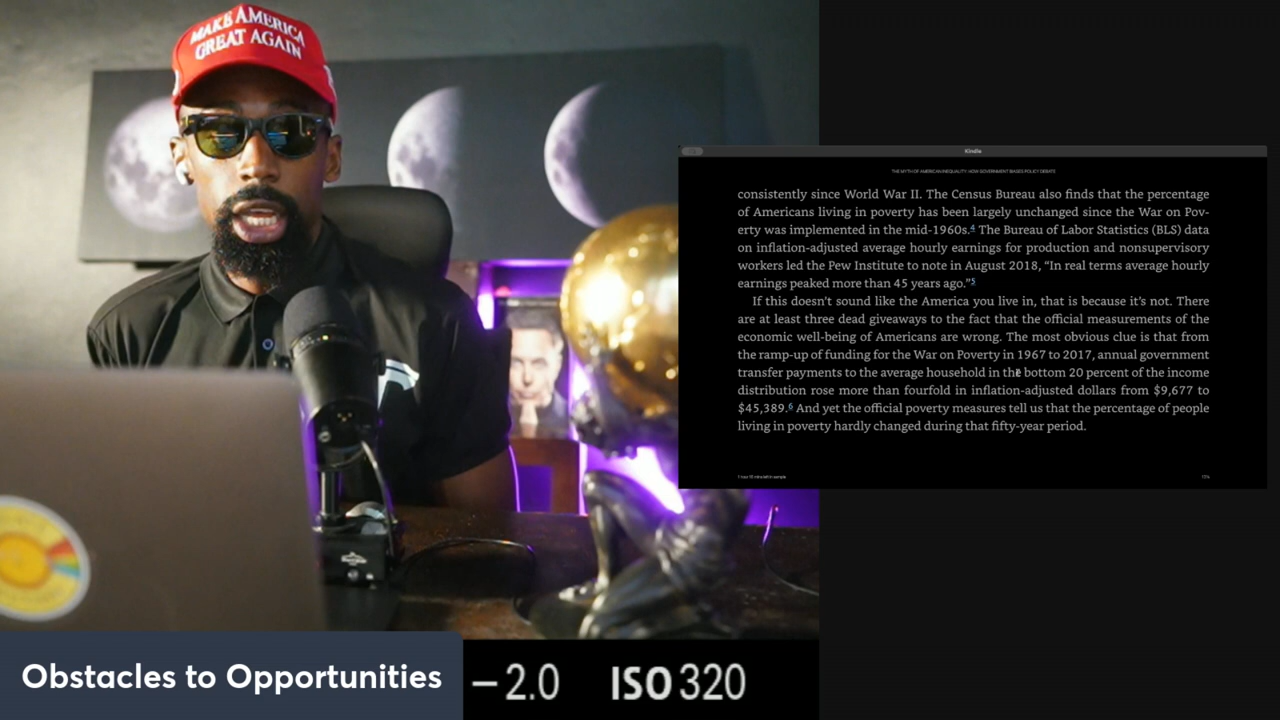 MAKE AMERICA
GREAT AGAIN
Kindle
THE MYTH OF AMERICAN INEQUALITY: HOW GOVERNMENT BIASES POLICY DEBATE
consistently since World War II. The Census Bureau also finds that the percentage
of Americans living in poverty has been largely unchanged since the War on Pov-
erty was implemented in the mid-1960s.4 The Bureau of Labor Statistics (BLS) data
on inflation-adjusted average hourly earnings for production and nonsupervisory
workers led the Pew Institute to note in August 2018, “In real terms average hourly
earnings peaked more than 45 years ago.”5
If this doesn’t sound like the America you live in, that is because it’s not. There
are at least three dead giveaways to the fact that the official measurements of the
economic well-being of Americans are wrong. The most obvious clue is that from
the ramp-up of funding for the War on Poverty in 1967 to 2017, annual government
transfer payments to the average household in the bottom 20 percent of the income
distribution rose more than fourfold in inflation-adjusted dollars from $9,677 to
$45,389.6 And yet the official poverty measures tell us that the percentage of people
living in poverty hardly changed during that fifty-year period.
Obstacles to Opportunities
–2.0 ISO 320